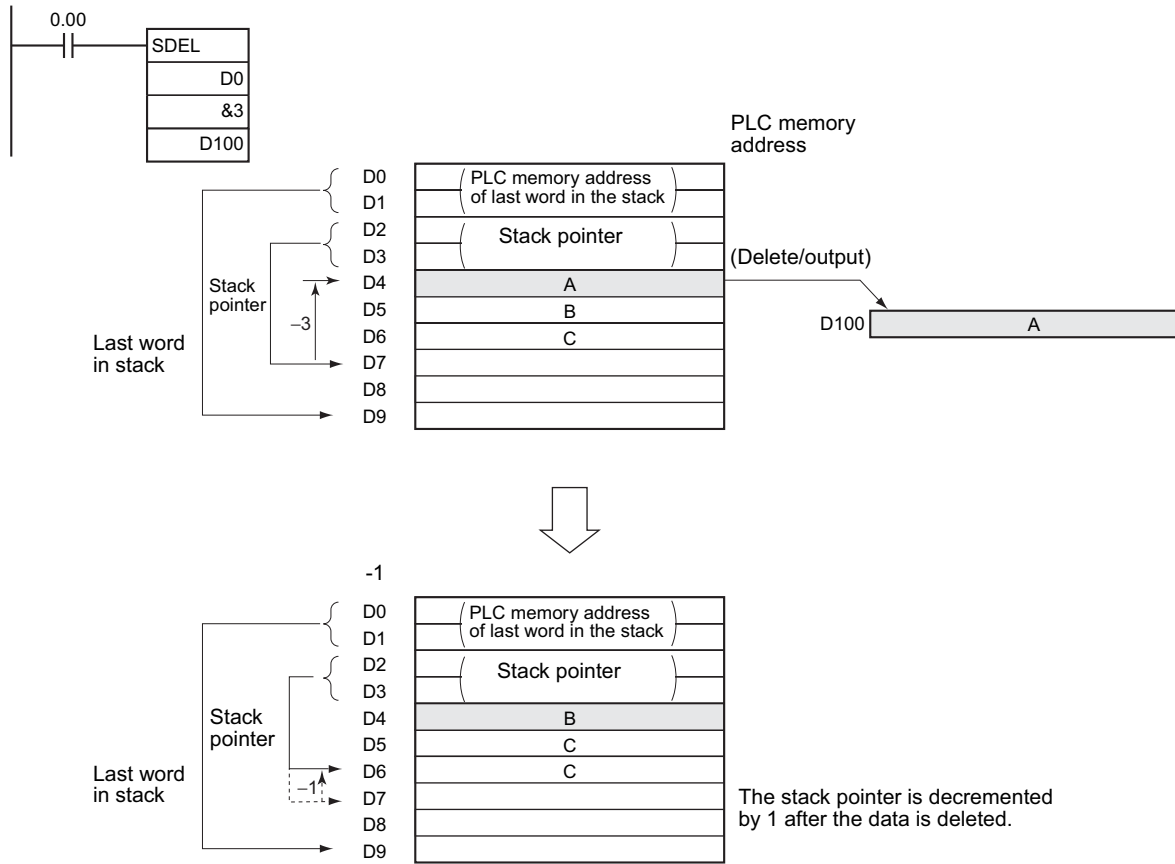 0.00
SDEL
D0
&3
D100
PLC memory
address
D0
D1
D2
D3
D4
D5
D6
D7
D8
D9
PLC memory address
of last word in the stack
Stack pointer
A
B
C
(Delete/output)
D100
A
Stack
pointer
–3
Last word
in stack
-1
D0
D1
D2
D3
D4
D5
D6
D7
D8
D9
PLC memory address
of last word in the stack
Stack pointer
B
C
C
Stack
pointer
–1
Last word
in stack
The stack pointer is decremented
by 1 after the data is deleted.